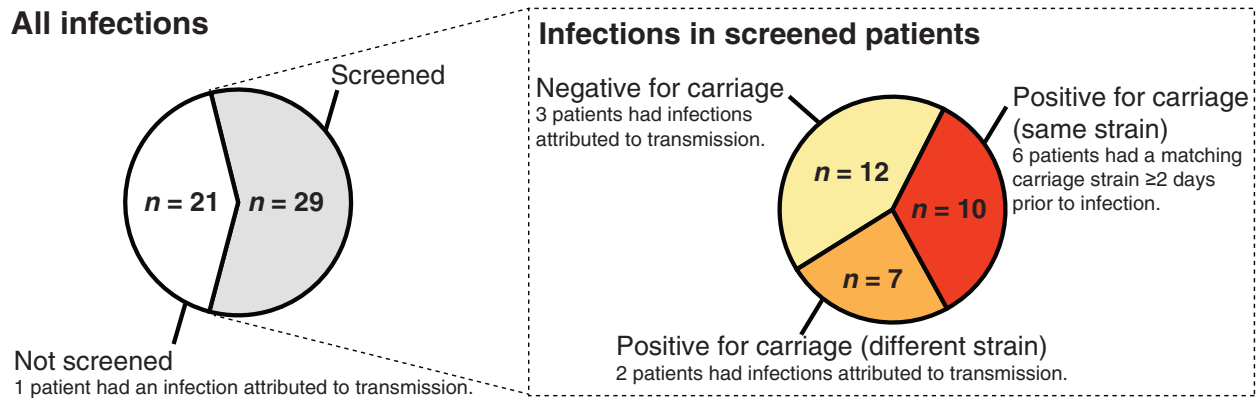 All infections
Screened
n = 21
n = 29
Not screened
1 patient had an infection attributed to transmission.
Infections in screened patients
Negative for carriage
3 patients had infections
attributed to transmission.
n = 12
Positive for carriage
(same strain)
6 patients had a matching
carriage strain ≥2 days
prior to infection.
n = 10
n = 7
Positive for carriage (different strain)
2 patients had infections attributed to transmission.